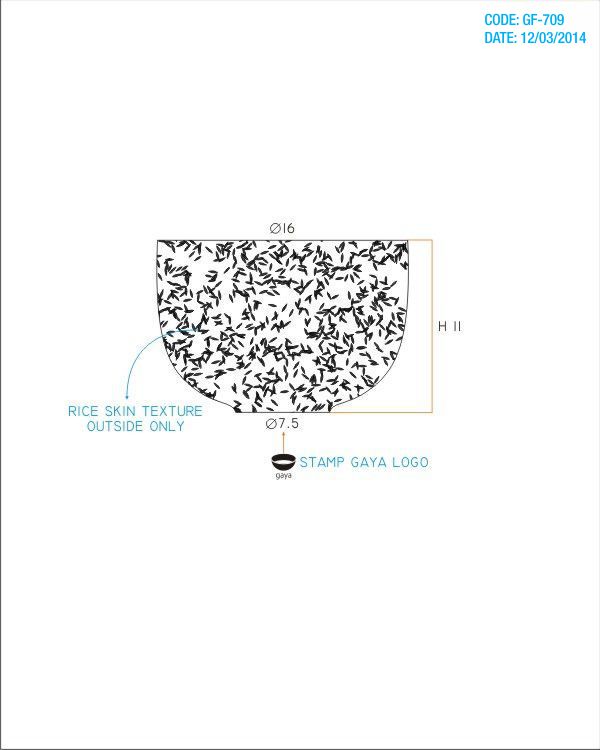 CODE: GF-709
DATE: 12/03/2014
Ø16
H 11
RICE SKIN TEXTURE
OUTSIDE ONLY
Ø7.5
STAMP GAYA LOGO
gaya